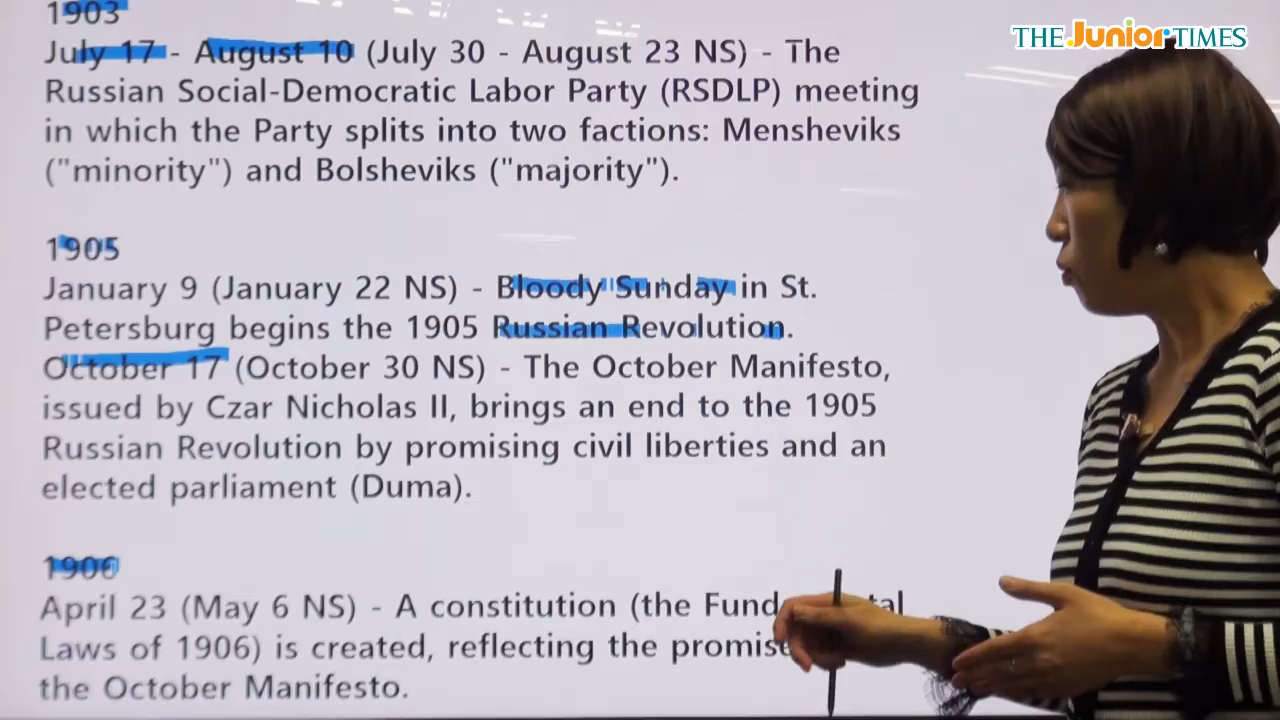 1903
THE Junior TIMES
July 17 - August 10 (July 30 - August 23 NS) - The
Russian Social-Democratic Labor Party (RSDLP) meeting
in which the Party splits into two factions: Mensheviks
("minority") and Bolsheviks ("majority").
1905
January 9 (January 22 NS) - Bloody Sunday in St.
Petersburg begins the 1905 Russian Revolution.
October 17 (October 30 NS) - The October Manifesto,
issued by Czar Nicholas II, brings an end to the 1905
Russian Revolution by promising civil liberties and an
elected parliament (Duma).
1906
April 23 (May 6 NS) - A constitution (the
Laws of 1906) is created, reflecting the
the October Manifesto.